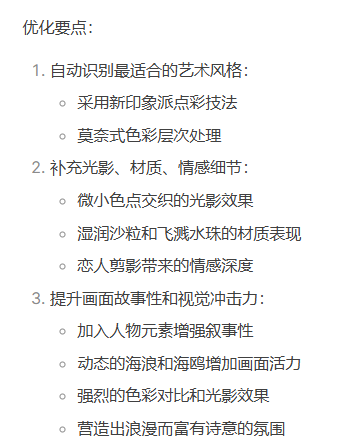 优化要点：
1. 自动识别最适合的艺术风格：
采用新印象派点彩技法
莫奈式色彩层次处理
2. 补充光影、材质、情感细节：
微小色点交织的光影效果
湿润沙粒和飞溅水珠的材质表现
恋人剪影带来的情感深度
3. 提升画面故事性和视觉冲击力：
加入人物元素增强叙事性
动态的海浪和海鸥增加画面活力
强烈的色彩对比和光影效果
营造出浪漫而富有诗意的氛围